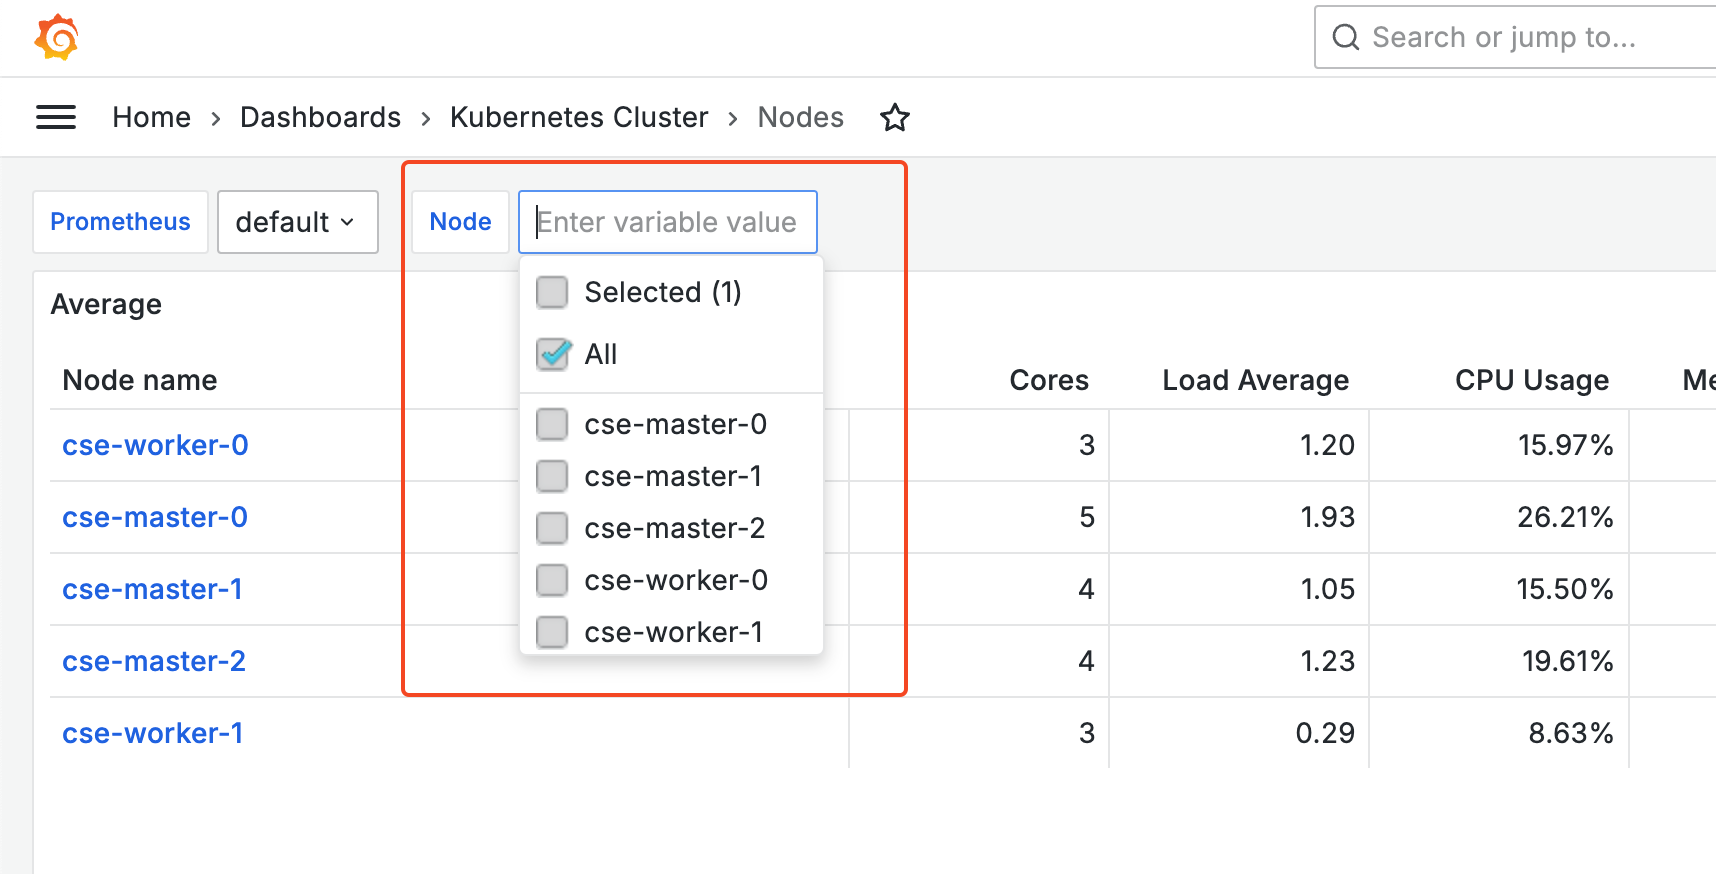 Search or jump to...
Home › Dashboards › Kubernetes Cluster › Nodes
Prometheus default Node Enter variable value
Selected (1)
All
cse-master-0
cse-master-1
cse-master-2
cse-worker-0
cse-worker-1
Average
Node name Cores Load Average CPU Usage Me
cse-worker-0 3 1.20 15.97%
cse-master-0 5 1.93 26.21%
cse-master-1 4 1.05 15.50%
cse-master-2 4 1.23 19.61%
cse-worker-1 3 0.29 8.63%